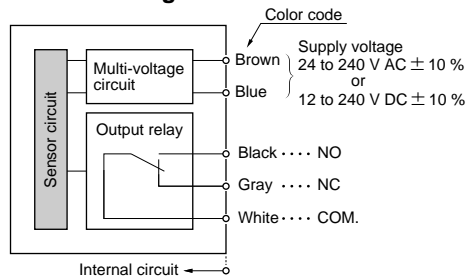 Color code
Brown
Supply voltage
24 to 240 V AC ± 10 %
or
12 to 240 V DC ± 10 %
Blue
Multi-voltage
circuit
Sensor circuit
Output relay
Black ···· NO
Gray ···· NC
White ···· COM.
Internal circuit